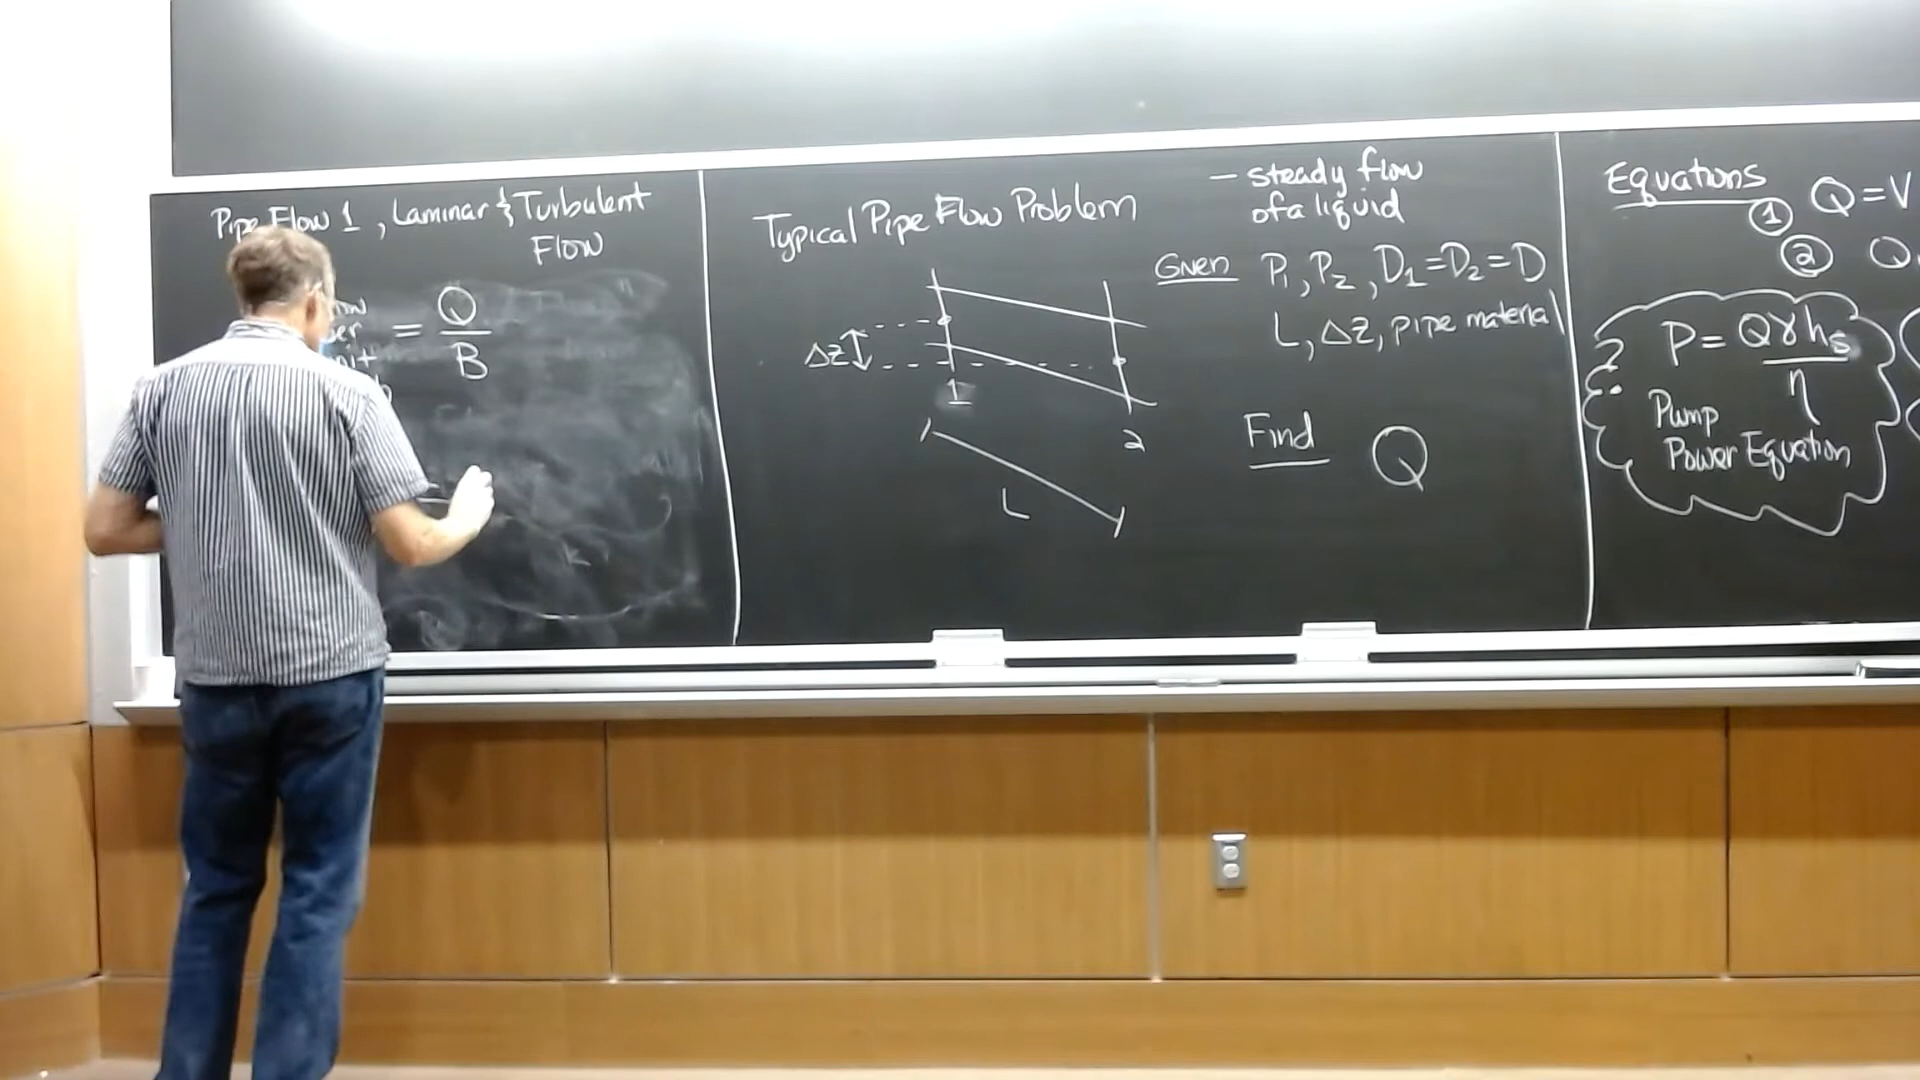 Pipe Flow 1, Laminar & Turbulent
Flow
= Q
B
Typical Pipe Flow Problem
- steady flow
of a liquid
Given P1, P2, D1=D2=D
L, Δz, pipe material
Δz
1
2
L
Find Q
Equations
① Q=V
② Q
P= Qγhs
η
Pump
Power Equation